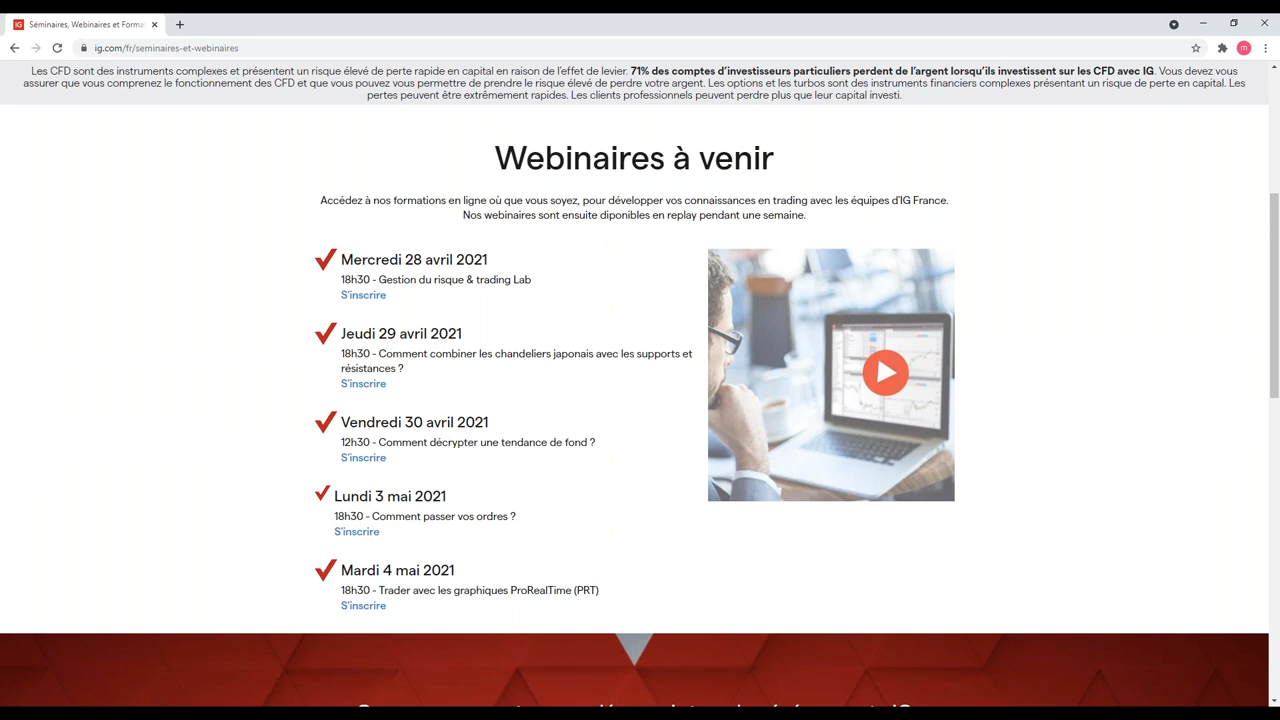 IG Séminaires, Webinaires et Forma
ig.com/fr/seminaires-et-webinaires
m
Les CFD sont des instruments complexes et présentent un risque élevé de perte rapide en capital en raison de l'effet de levier. 71% des comptes d'investisseurs particuliers perdent de l'argent lorsqu'ils investissent sur les CFD avec IG. Vous devez vous
assurer que vous comprenez le fonctionnement des CFD et que vous pouvez vous permettre de prendre le risque élevé de perdre votre argent. Les options et les turbos sont des instruments financiers complexes présentant un risque de perte en capital. Les
pertes peuvent être extrêmement rapides. Les clients professionnels peuvent perdre plus que leur capital investi.
Webinaires à venir
Accédez à nos formations en ligne où que vous soyez, pour développer vos connaissances en trading avec les équipes d'IG France.
Nos webinaires sont ensuite diponibles en replay pendant une semaine.
Mercredi 28 avril 2021
18h30 - Gestion du risque & trading Lab
S'inscrire
Jeudi 29 avril 2021
18h30 - Comment combiner les chandeliers japonais avec les supports et
résistances ?
S'inscrire
Vendredi 30 avril 2021
12h30 - Comment décrypter une tendance de fond ?
S'inscrire
Lundi 3 mai 2021
18h30 - Comment passer vos ordres ?
S'inscrire
Mardi 4 mai 2021
18h30 - Trader avec les graphiques ProRealTime (PRT)
S'inscrire